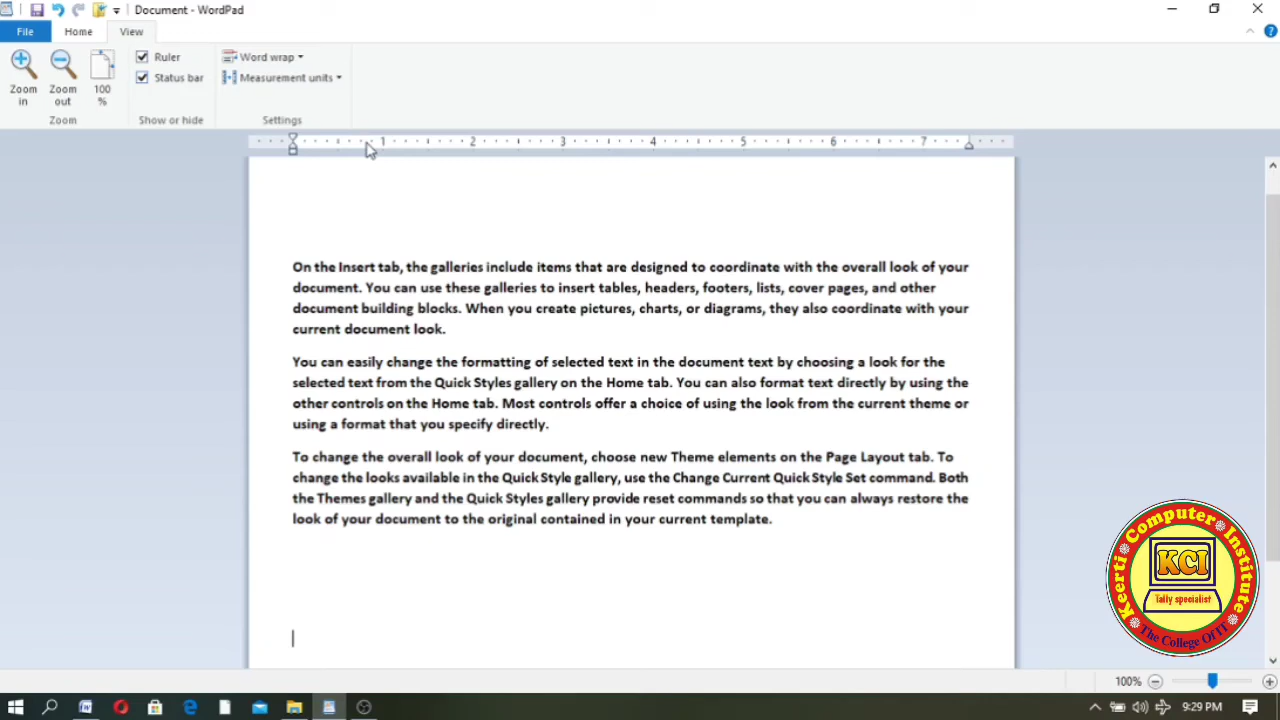 Document - WordPad
File
Home
View
Zoom in
Zoom out
100 %
Ruler
Status bar
Word wrap
Measurement units
Zoom
Show or hide
Settings
1 2 3 4 5 6 7
On the Insert tab, the galleries include items that are designed to coordinate with the overall look of your
document. You can use these galleries to insert tables, headers, footers, lists, cover pages, and other
document building blocks. When you create pictures, charts, or diagrams, they also coordinate with your
current document look.
You can easily change the formatting of selected text in the document text by choosing a look for the
selected text from the Quick Styles gallery on the Home tab. You can also format text directly by using the
other controls on the Home tab. Most controls offer a choice of using the look from the current theme or
using a format that you specify directly.
To change the overall look of your document, choose new Theme elements on the Page Layout tab. To
change the looks available in the Quick Style gallery, use the Change Current Quick Style Set command. Both
the Themes gallery and the Quick Styles gallery provide reset commands so that you can always restore the
look of your document to the original contained in your current template.
Keerti Computer Institute
KCI
Tally specialist
The College Of IT
100%
9:29 PM